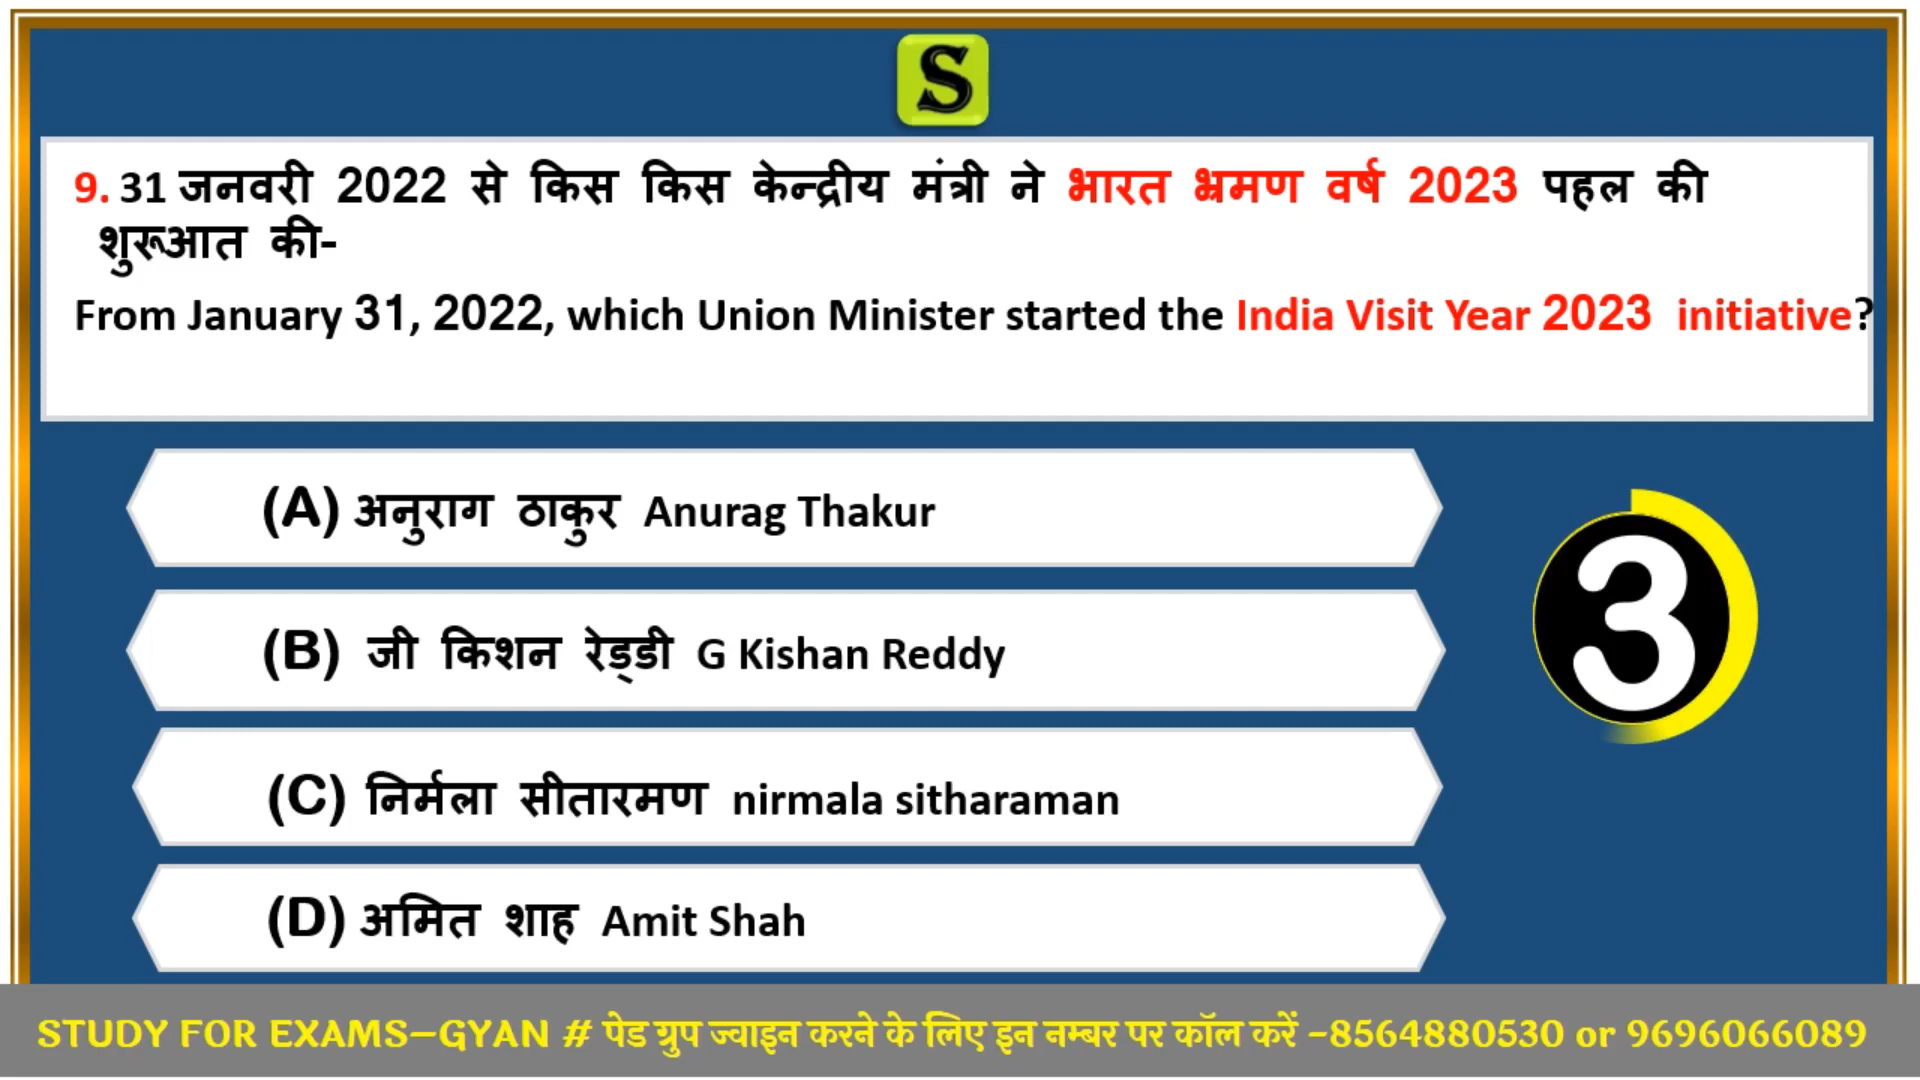 S
9. 31 जनवरी 2022 से किस किस केन्द्रीय मंत्री ने भारत भ्रमण वर्ष 2023 पहल की
शुरूआत की-
From January 31, 2022, which Union Minister started the India Visit Year 2023 initiative?
(A) अनुराग ठाकुर Anurag Thakur
(B) जी किशन रेड्डी G Kishan Reddy
3
(C) निर्मला सीतारमण nirmala sitharaman
(D) अमित शाह Amit Shah
STUDY FOR EXAMS–GYAN # पेड ग्रुप ज्वाइन करने के लिए इन नम्बर पर कॉल करें -8564880530 or 9696066089